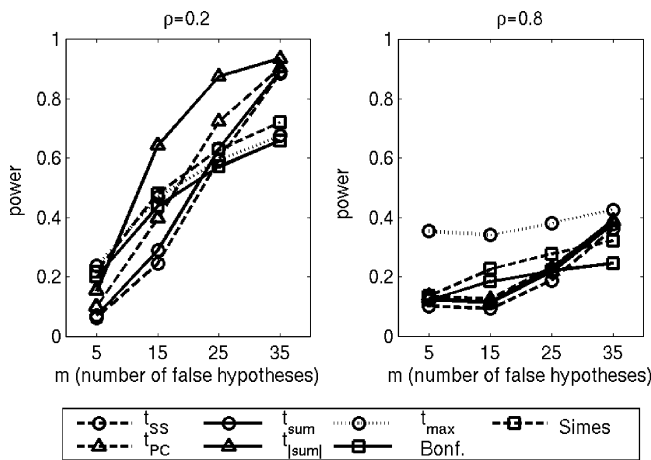 ρ=0.2
ρ=0.8
power
1
0.8
0.6
0.4
0.2
0
5 15 25 35
m (number of false hypotheses)
power
1
0.8
0.6
0.4
0.2
0
5 15 25 35
m (number of false hypotheses)
t_SS t_sum t_max Simes
t_PC t_|sum| Bonf.